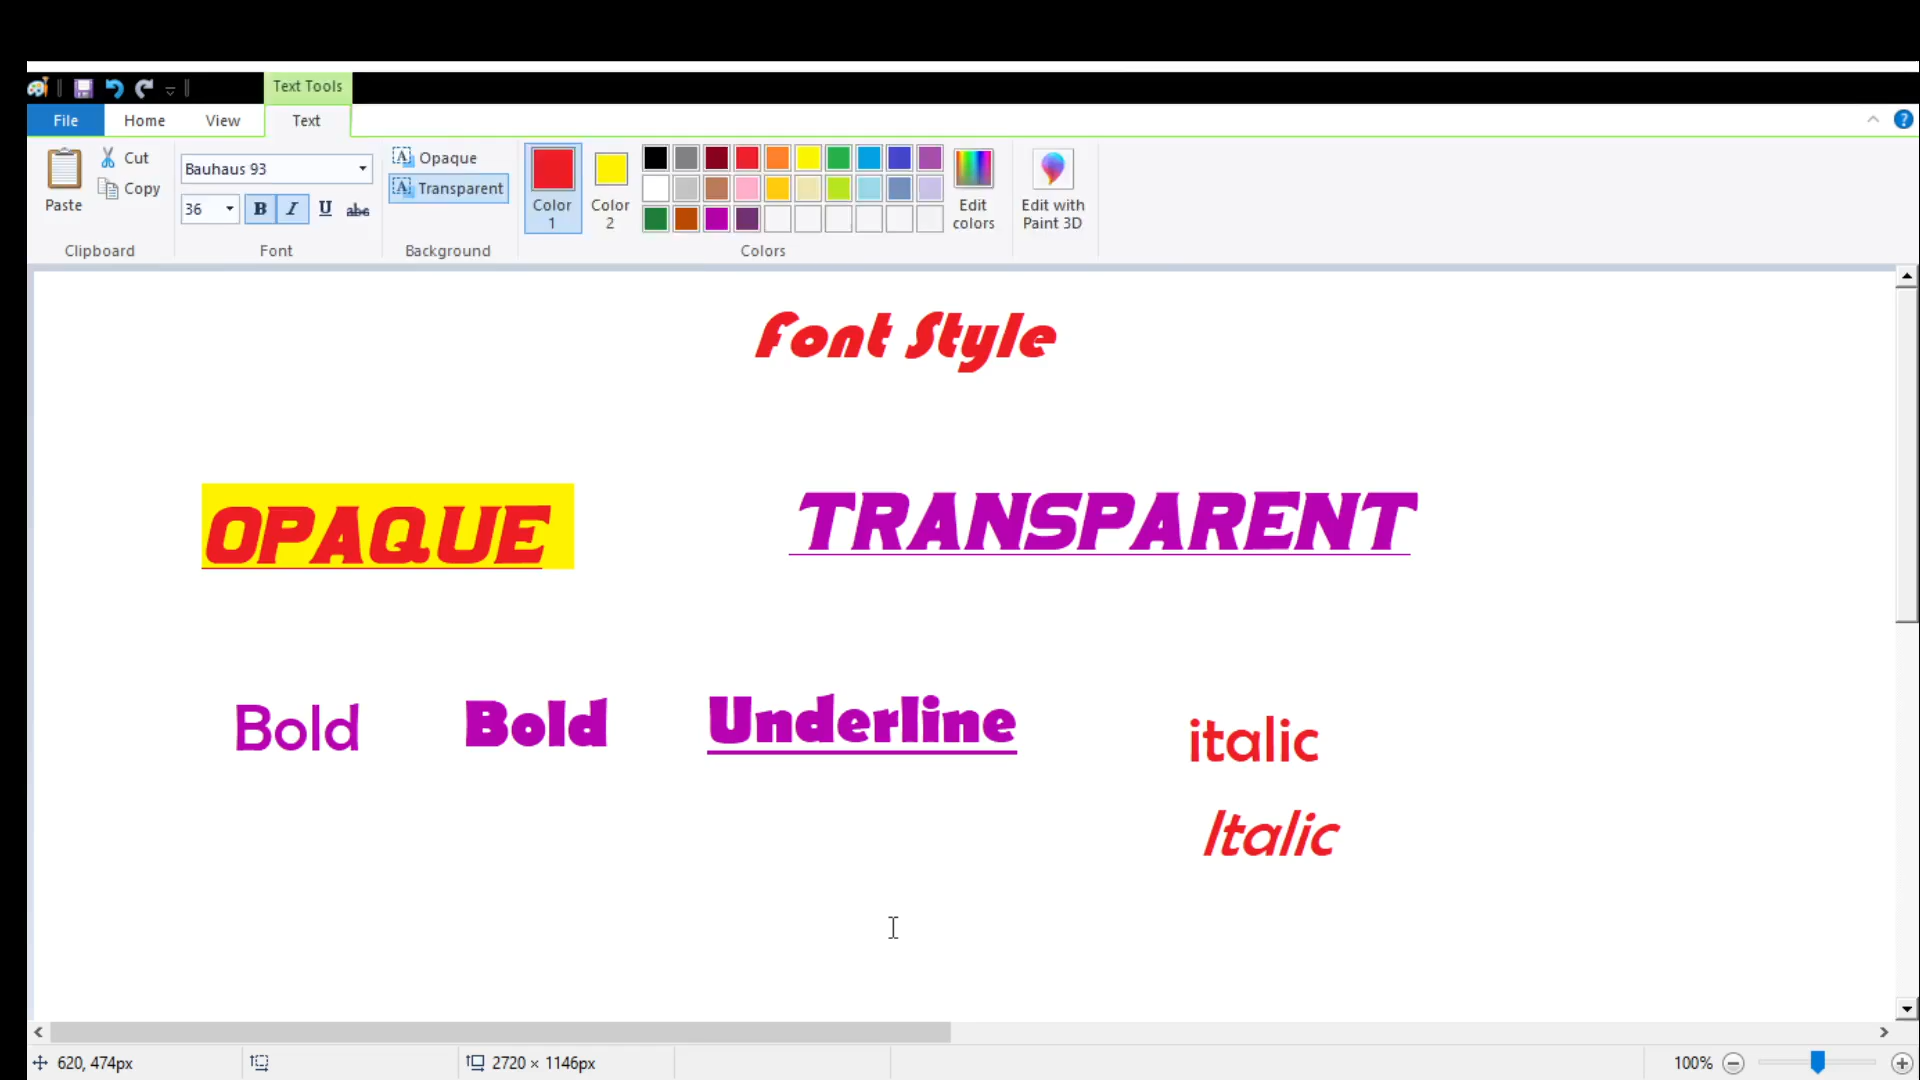 Text Tools
File Home View Text
Paste Cut Copy
Bauhaus 93
36 B I U abc
Opaque
Transparent
Color 1
Color 2
Edit colors
Edit with Paint 3D
Clipboard Font Background Colors
Font Style
OPAQUE TRANSPARENT
Bold Bold Underline italic
Italic
620, 474px 2720 × 1146px 100%